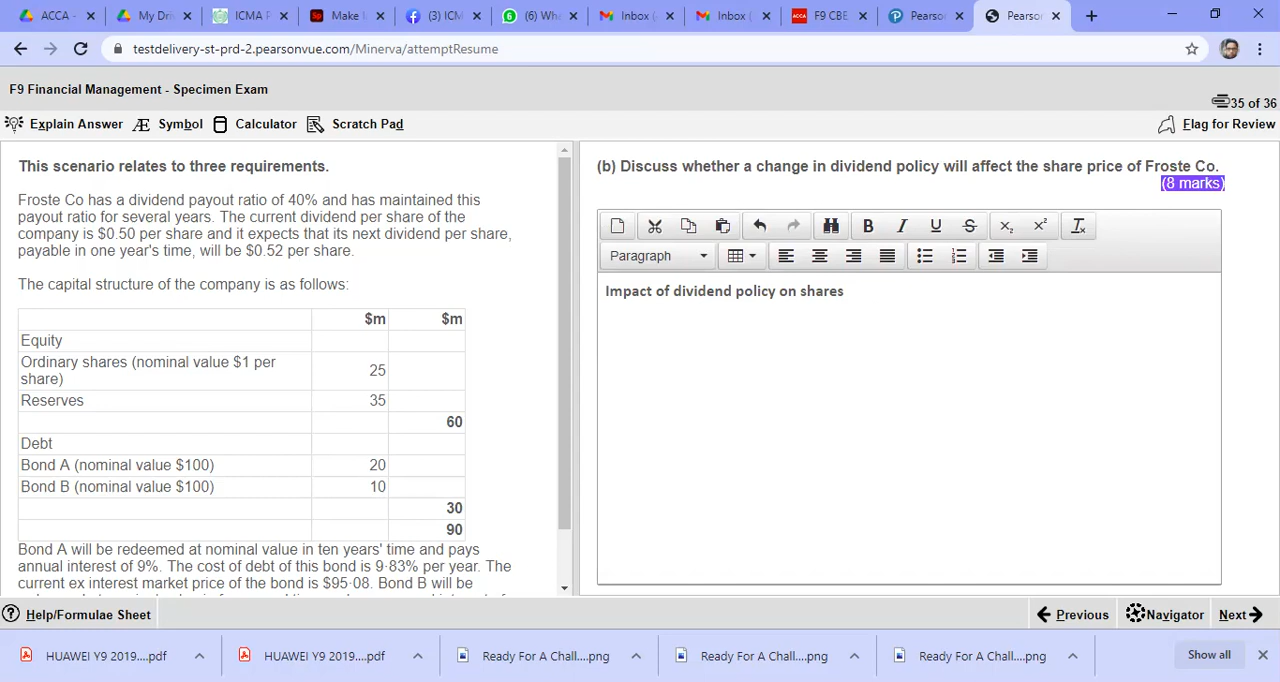 ACCA -
My Dri
ICMA P
Make I
(3) ICM
(6) Wha
Inbox (
Inbox (
F9 CBE
Pearso
Pearso
testdelivery-st-prd-2.pearsonvue.com/Minerva/attemptResume
F9 Financial Management - Specimen Exam
35 of 36
Explain Answer
Symbol
Calculator
Scratch Pad
Flag for Review
This scenario relates to three requirements.
Froste Co has a dividend payout ratio of 40% and has maintained this
payout ratio for several years. The current dividend per share of the
company is $0.50 per share and it expects that its next dividend per share,
payable in one year's time, will be $0.52 per share.
The capital structure of the company is as follows:
$m $m
Equity
Ordinary shares (nominal value $1 per
share) 25
Reserves 35
60
Debt
Bond A (nominal value $100) 20
Bond B (nominal value $100) 10
30
90
Bond A will be redeemed at nominal value in ten years' time and pays
annual interest of 9%. The cost of debt of this bond is 9·83% per year. The
current ex interest market price of the bond is $95·08. Bond B will be
(b) Discuss whether a change in dividend policy will affect the share price of Froste Co.
(8 marks)
Paragraph
Impact of dividend policy on shares
Help/Formulae Sheet
Previous
Navigator
Next
HUAWEI Y9 2019....pdf
HUAWEI Y9 2019....pdf
Ready For A Chall....png
Ready For A Chall....png
Ready For A Chall....png
Show all